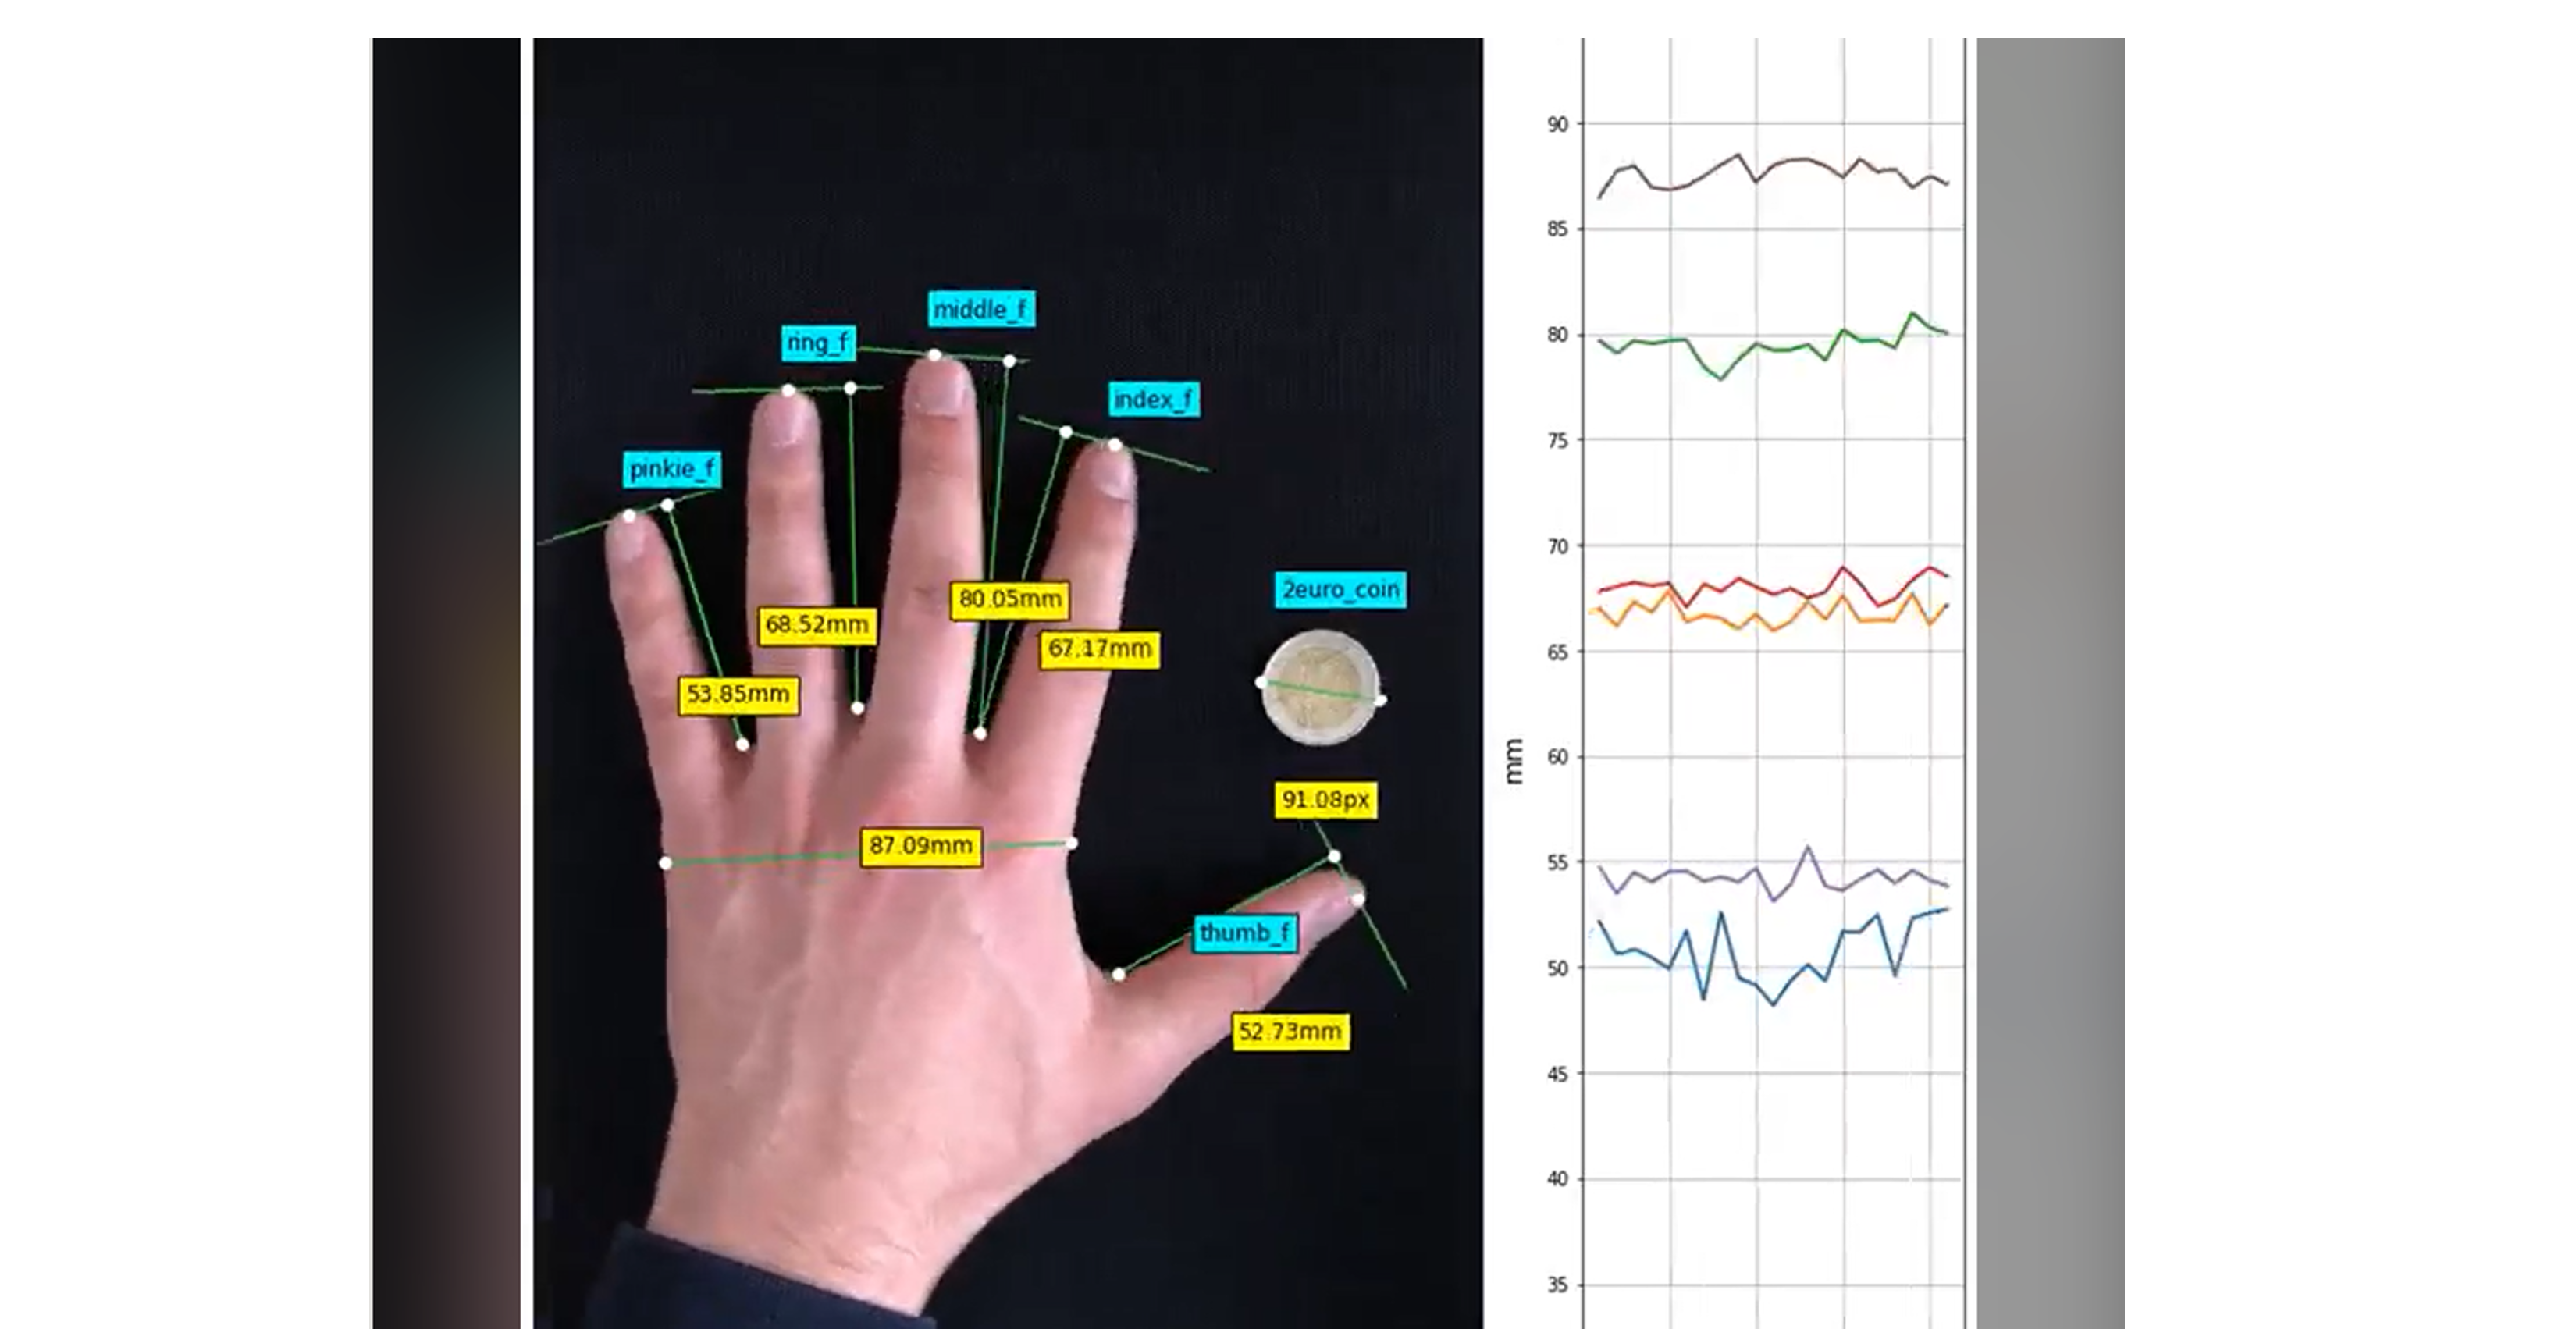 middle_f
ring_f
index_f
pinkie_f
2euro_coin
80.05mm
68.52mm
67.17mm
53.85mm
91.08px
87.09mm
thumb_f
52.73mm
mm
90
85
80
75
70
65
60
55
50
45
40
35